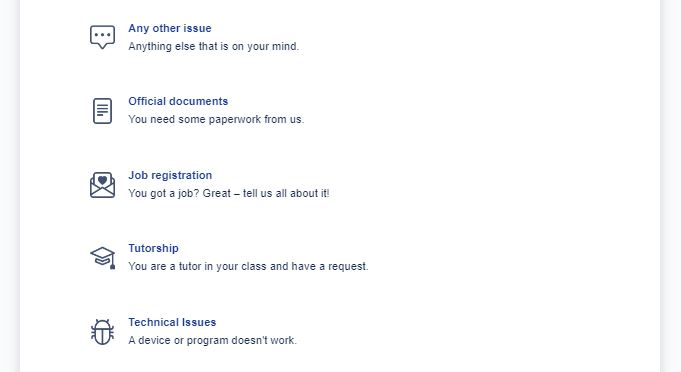 Any other issue
Anything else that is on your mind.
Official documents
You need some paperwork from us.
Job registration
You got a job? Great – tell us all about it!
Tutorship
You are a tutor in your class and have a request.
Technical Issues
A device or program doesn't work.